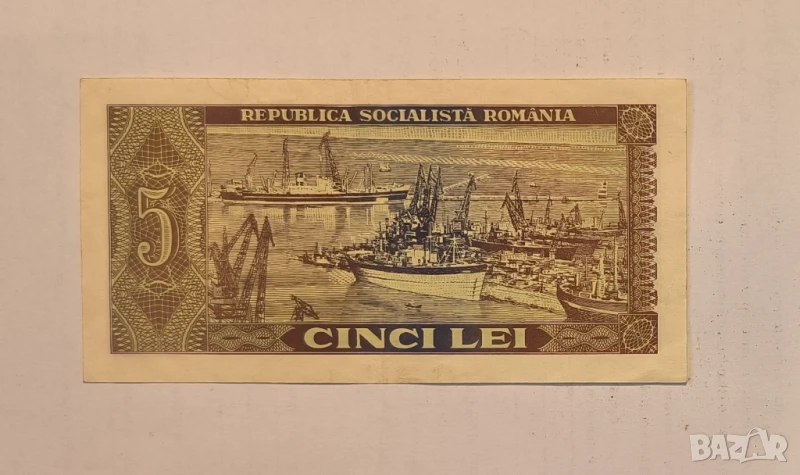 REPUBLICA SOCIALISTĂ ROMÂNIA
5
CINCI LEI
BAZAR